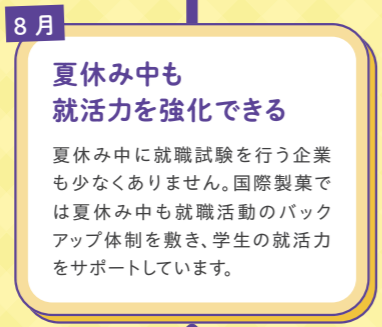 8月
夏休み中も
就活力を強化できる
夏休み中に就職試験を行う企業
も少なくありません。国際製菓で
は夏休み中も就職活動のバック
アップ体制を敷き、学生の就活力
をサポートしています。